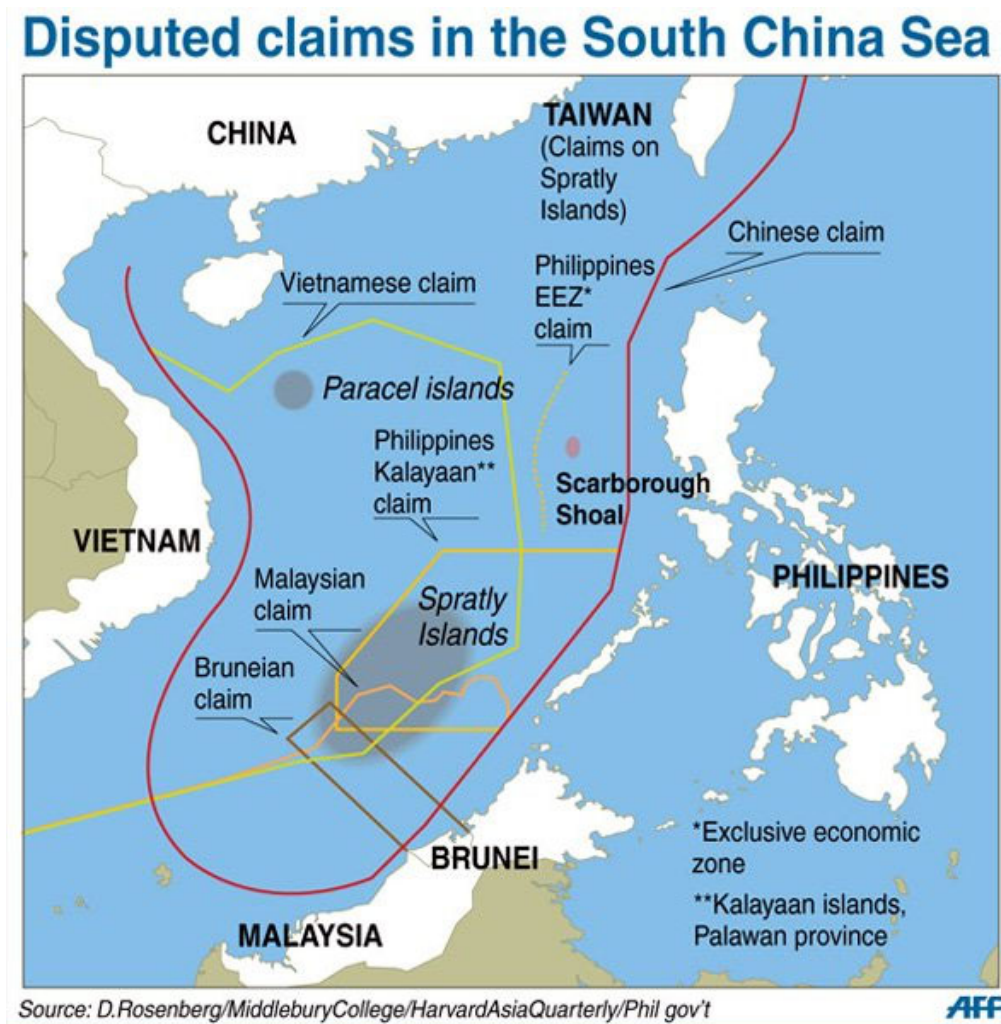 Disputed claims in the South China Sea
CHINA
TAIWAN
(Claims on
Spratly
Islands)
Chinese claim
Philippines
EEZ*
claim
Vietnamese claim
Paracel islands
Philippines
Kalayaan**
claim
Scarborough
Shoal
VIETNAM
PHILIPPINES
Malaysian
claim
Spratly
Islands
Bruneian
claim
*Exclusive economic
zone
BRUNEI
**Kalayaan islands,
Palawan province
MALAYSIA
Source: D.Rosenberg/MiddleburyCollege/HarvardAsiaQuarterly/Phil gov't
AFP